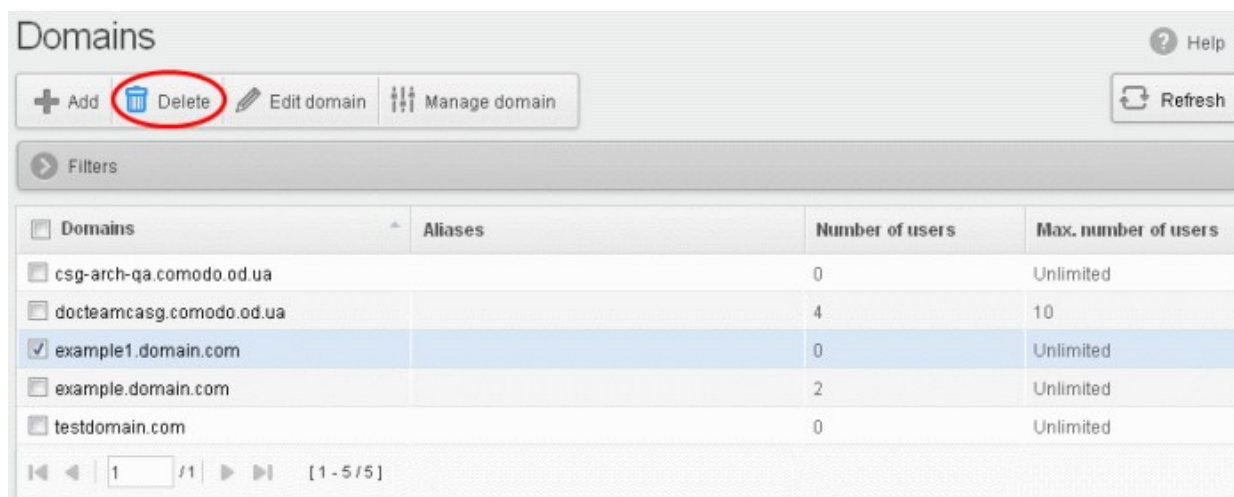 Domains
Help
Add Delete Edit domain Manage domain
Refresh
Filters
Domains Aliases Number of users Max. number of users
csg-arch-qa.comodo.od.ua 0 Unlimited
docteamcasg.comodo.od.ua 4 10
example1.domain.com 0 Unlimited
example.domain.com 2 Unlimited
testdomain.com 0 Unlimited
1 /1 [1-5/5]